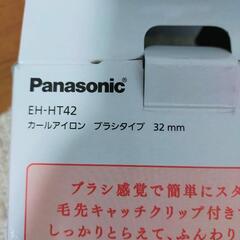 Panasonic®
EH-HT42
カールアイロン ブラシタイプ 32 mm
ブラシ感覚で簡単にスタ
毛先キャッチクリップ付きで
しっかりとらえて、ふんわり